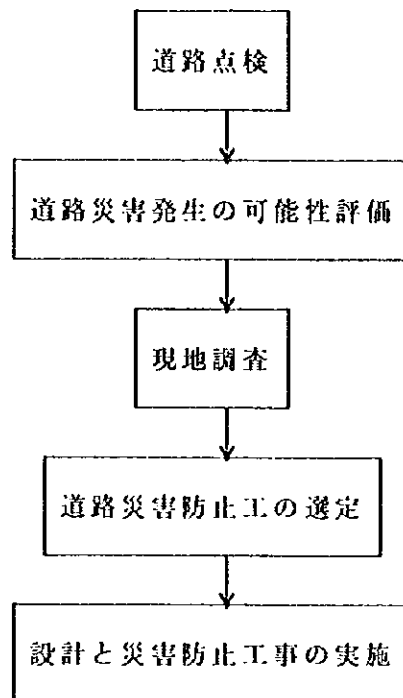 道路点検
道路災害発生の可能性評価
現地調査
道路災害防止工の選定
設計と災害防止工事の実施